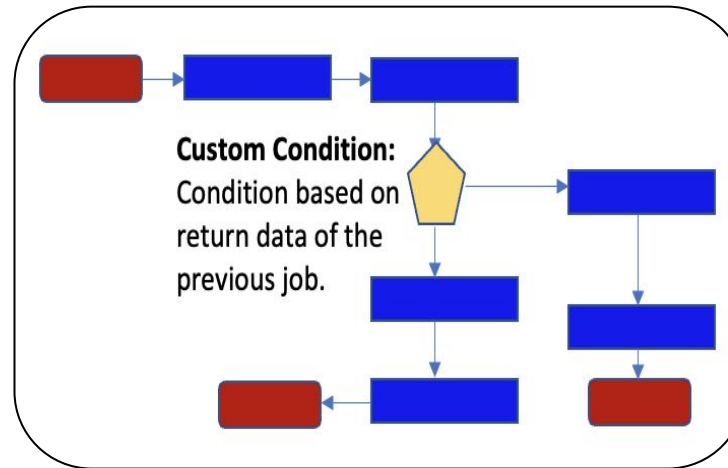 Custom Condition:
Condition based on
return data of the
previous job.